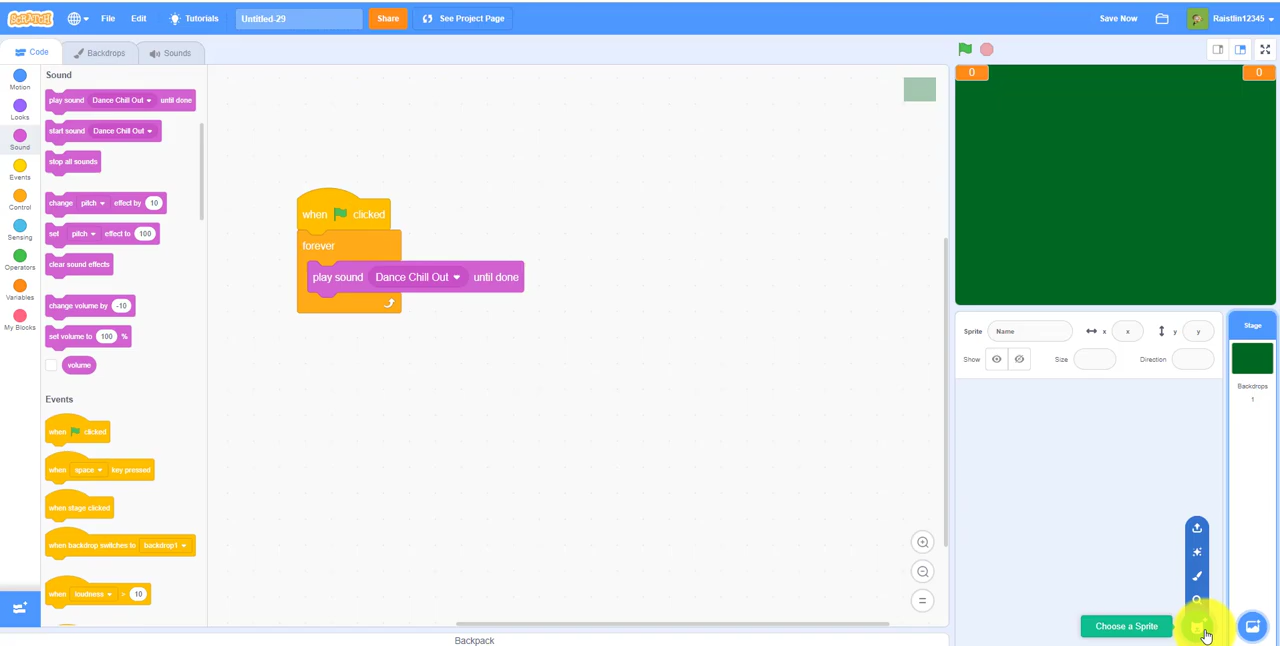 SCRATCH File Edit Tutorials Untitled-29 Share See Project Page Save Now Raistlin12345
Code Backdrops Sounds
Motion
Looks
Sound
Events
Control
Sensing
Operators
Variables
My Blocks
Sound
play sound Dance Chill Out until done
start sound Dance Chill Out
stop all sounds
change pitch effect by 10
set pitch effect to 100
clear sound effects
change volume by -10
set volume to 100 %
volume
Events
when clicked
when space key pressed
when stage clicked
when backdrop switches to backdrop1
when loudness > 10
when clicked
forever
play sound Dance Chill Out until done
0 0
Sprite Name x x y y
Show Size Direction
Stage
Backdrops
1
Choose a Sprite
Backpack